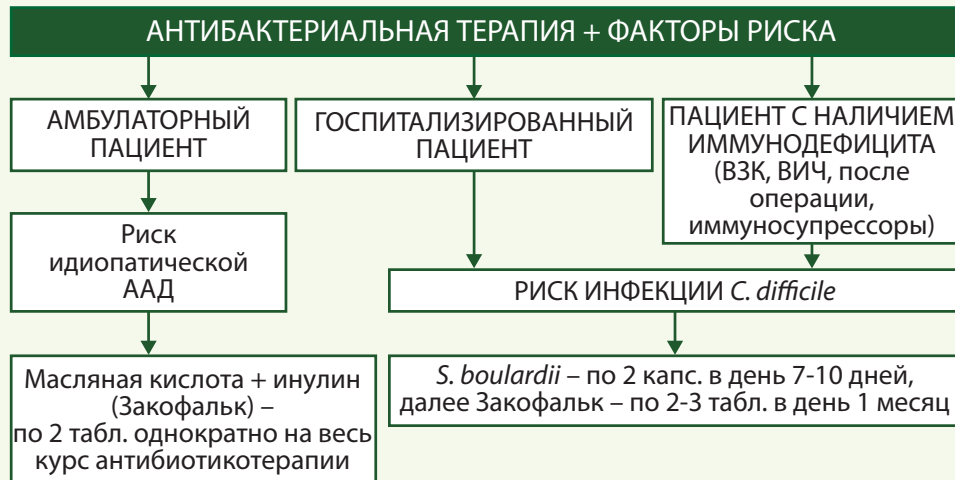 АНТИБАКТЕРИАЛЬНАЯ ТЕРАПИЯ + ФАКТОРЫ РИСКА
АМБУЛАТОРНЫЙ
ПАЦИЕНТ
ГОСПИТАЛИЗИРОВАННЫЙ
ПАЦИЕНТ
ПАЦИЕНТ С НАЛИЧИЕМ
ИММУНОДЕФИЦИТА
(ВЗК, ВИЧ, после
операции,
иммуносупрессоры)
Риск
идиопатической
ААД
РИСК ИНФЕКЦИИ C. difficile
Масляная кислота + инулин
(Закофальк) –
по 2 табл. однократно на весь
курс антибиотикотерапии
S. boulardii – по 2 капс. в день 7-10 дней,
далее Закофальк – по 2-3 табл. в день 1 месяц